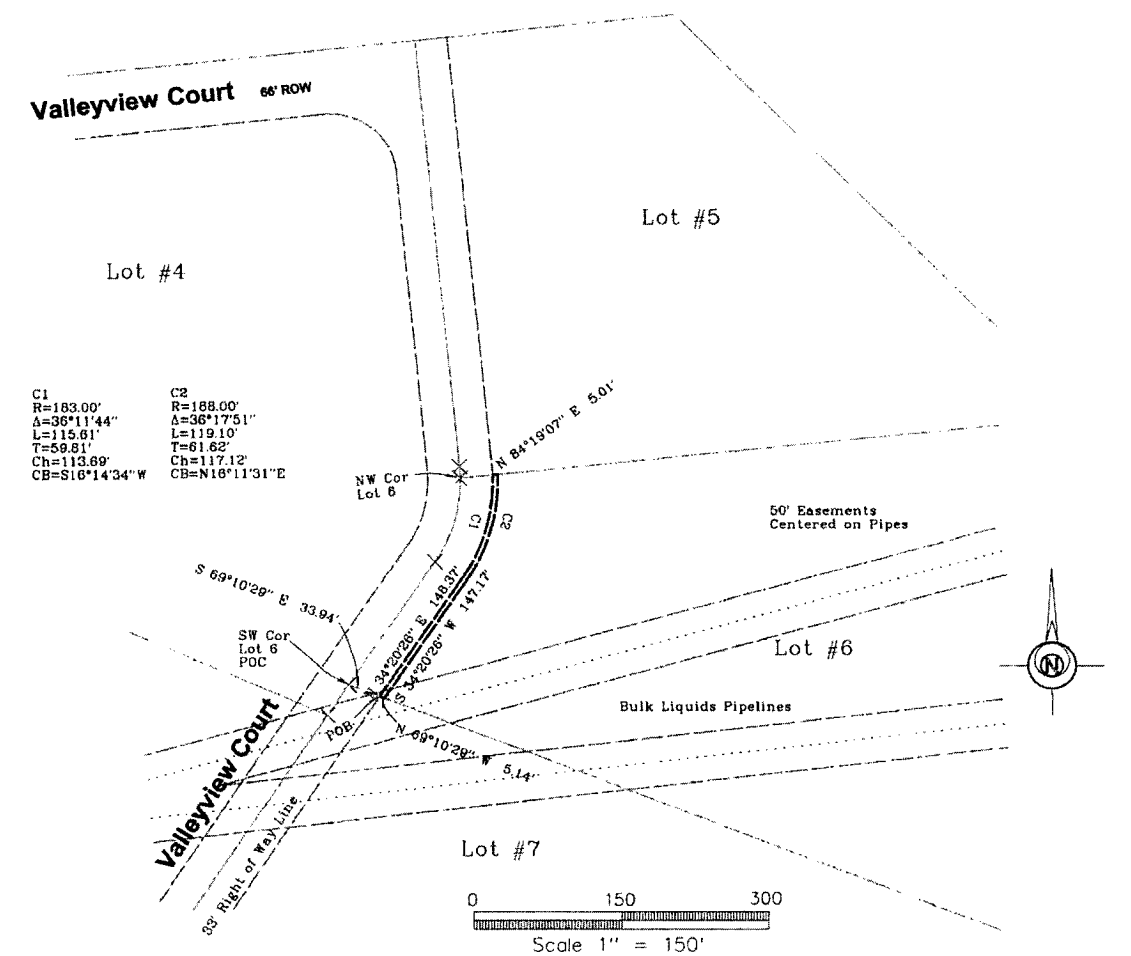 Valleyview Court 66' ROW
Lot #5
Lot #4
C1
R=183.00'
Δ=36°11'44"
L=115.61'
T=59.81'
Ch=113.69'
CB=S16°14'34"W
C2
R=188.00'
Δ=36°17'51"
L=119.10'
T=61.62'
Ch=117.12'
CB=N16°11'31"E
N 84°19'07" E 5.01'
NW Cor
Lot 6
C1
C2
50' Easements
Centered on Pipes
S 69°10'29" E 33.94'
N 34°20'26" E 148.37'
S 34°20'26" W 147.17'
SW Cor
Lot 6
POC
Lot #6
N
POB
N 69°10'29" W 5.14'
Bulk Liquids Pipelines
Valleyview Court
33' Right of Way Line
Lot #7
0 150 300
Scale 1" = 150'